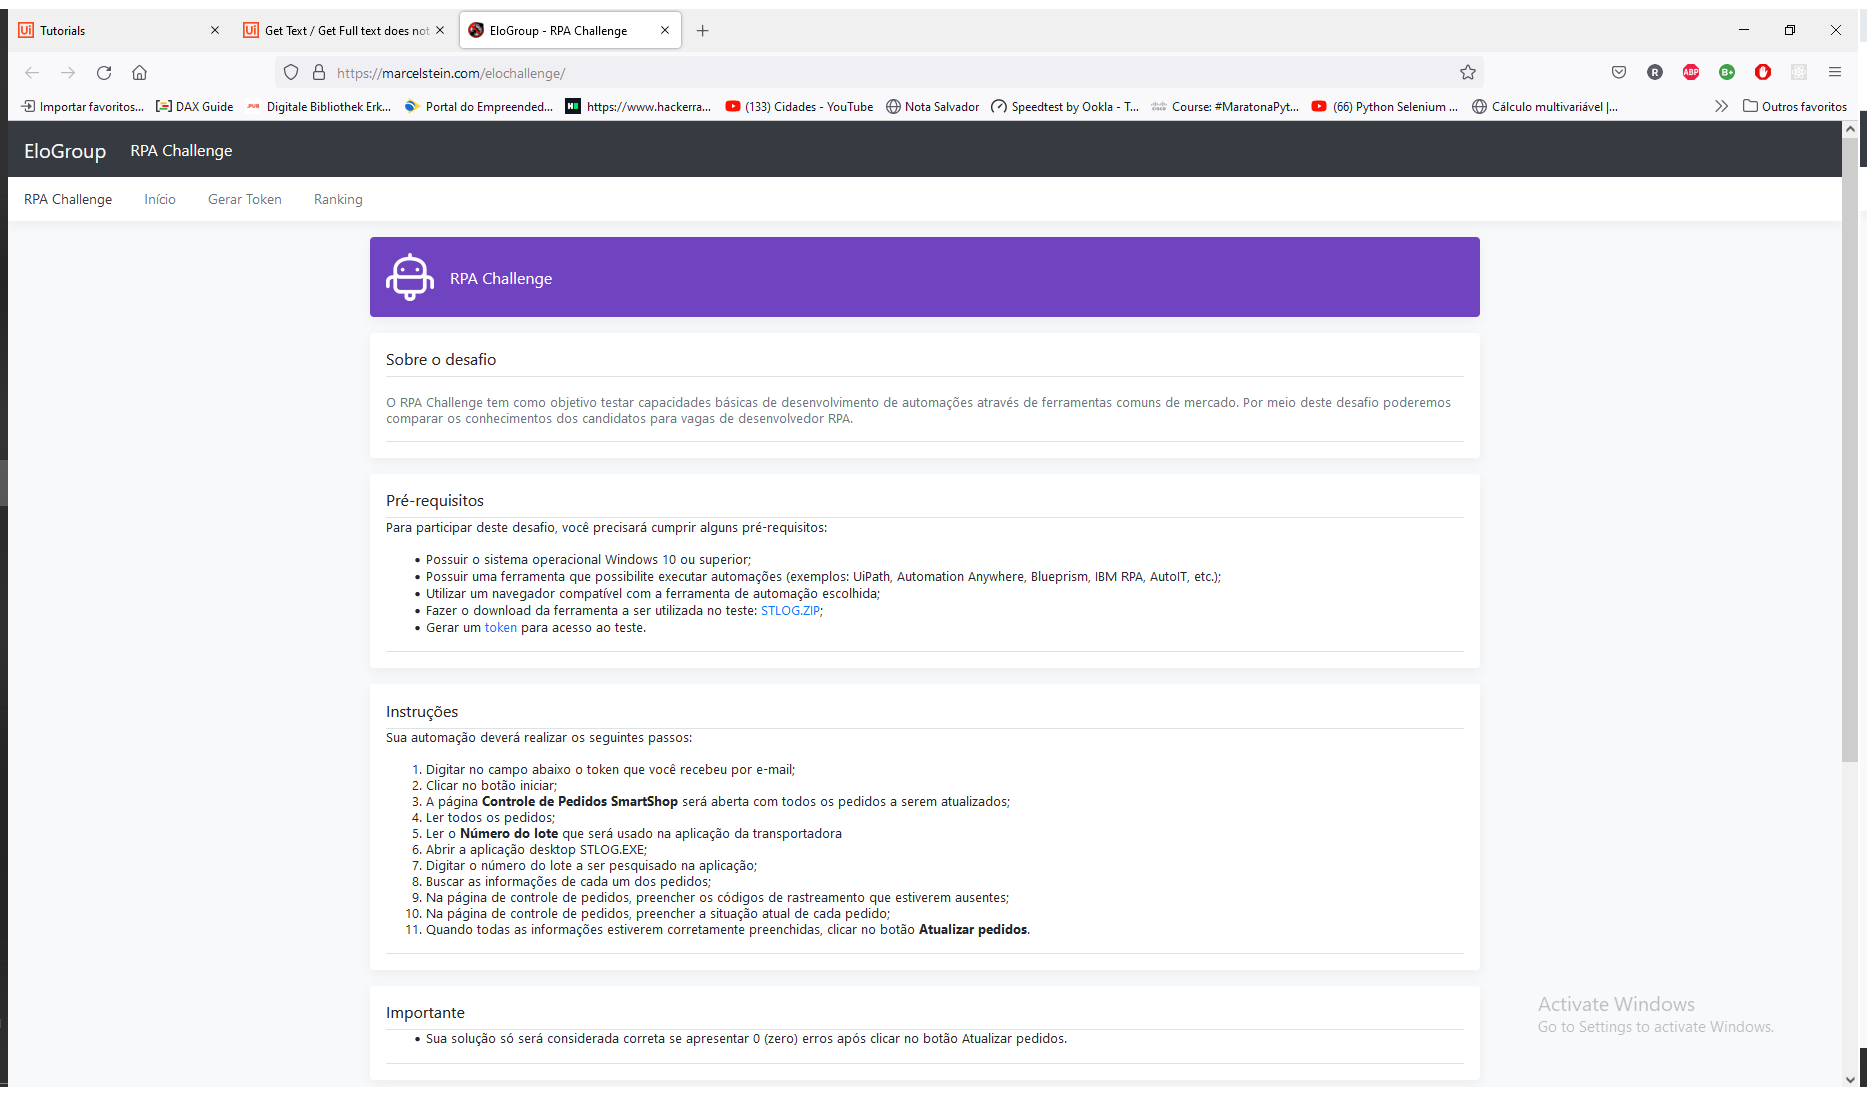 Tutorials
Get Text / Get Full text does not
EloGroup - RPA Challenge
https://marcelstein.com/elochallenge/
Importar favoritos...
DAX Guide
Digitale Bibliothek Erk...
Portal do Empreended...
https://www.hackerra...
(133) Cidades - YouTube
Nota Salvador
Speedtest by Ookla - T...
Course: #MaratonaPyt...
(66) Python Selenium ...
Cálculo multivariável |...
Outros favoritos
EloGroup RPA Challenge
RPA Challenge Início Gerar Token Ranking
RPA Challenge
Sobre o desafio
O RPA Challenge tem como objetivo testar capacidades básicas de desenvolvimento de automações através de ferramentas comuns de mercado. Por meio deste desafio poderemos
comparar os conhecimentos dos candidatos para vagas de desenvolvedor RPA.
Pré-requisitos
Para participar deste desafio, você precisará cumprir alguns pré-requisitos:
• Possuir o sistema operacional Windows 10 ou superior;
• Possuir uma ferramenta que possibilite executar automações (exemplos: UiPath, Automation Anywhere, Blueprism, IBM RPA, AutoIT, etc.);
• Utilizar um navegador compatível com a ferramenta de automação escolhida;
• Fazer o download da ferramenta a ser utilizada no teste: STLOG.ZIP;
• Gerar um token para acesso ao teste.
Instruções
Sua automação deverá realizar os seguintes passos:
1. Digitar no campo abaixo o token que você recebeu por e-mail;
2. Clicar no botão iniciar;
3. A página Controle de Pedidos SmartShop será aberta com todos os pedidos a serem atualizados;
4. Ler todos os pedidos;
5. Ler o Número do lote que será usado na aplicação da transportadora
6. Abrir a aplicação desktop STLOG.EXE;
7. Digitar o número do lote a ser pesquisado na aplicação;
8. Buscar as informações de cada um dos pedidos;
9. Na página de controle de pedidos, preencher os códigos de rastreamento que estiverem ausentes;
10. Na página de controle de pedidos, preencher a situação atual de cada pedido;
11. Quando todas as informações estiverem corretamente preenchidas, clicar no botão Atualizar pedidos.
Importante
• Sua solução só será considerada correta se apresentar 0 (zero) erros após clicar no botão Atualizar pedidos.
Activate Windows
Go to Settings to activate Windows.